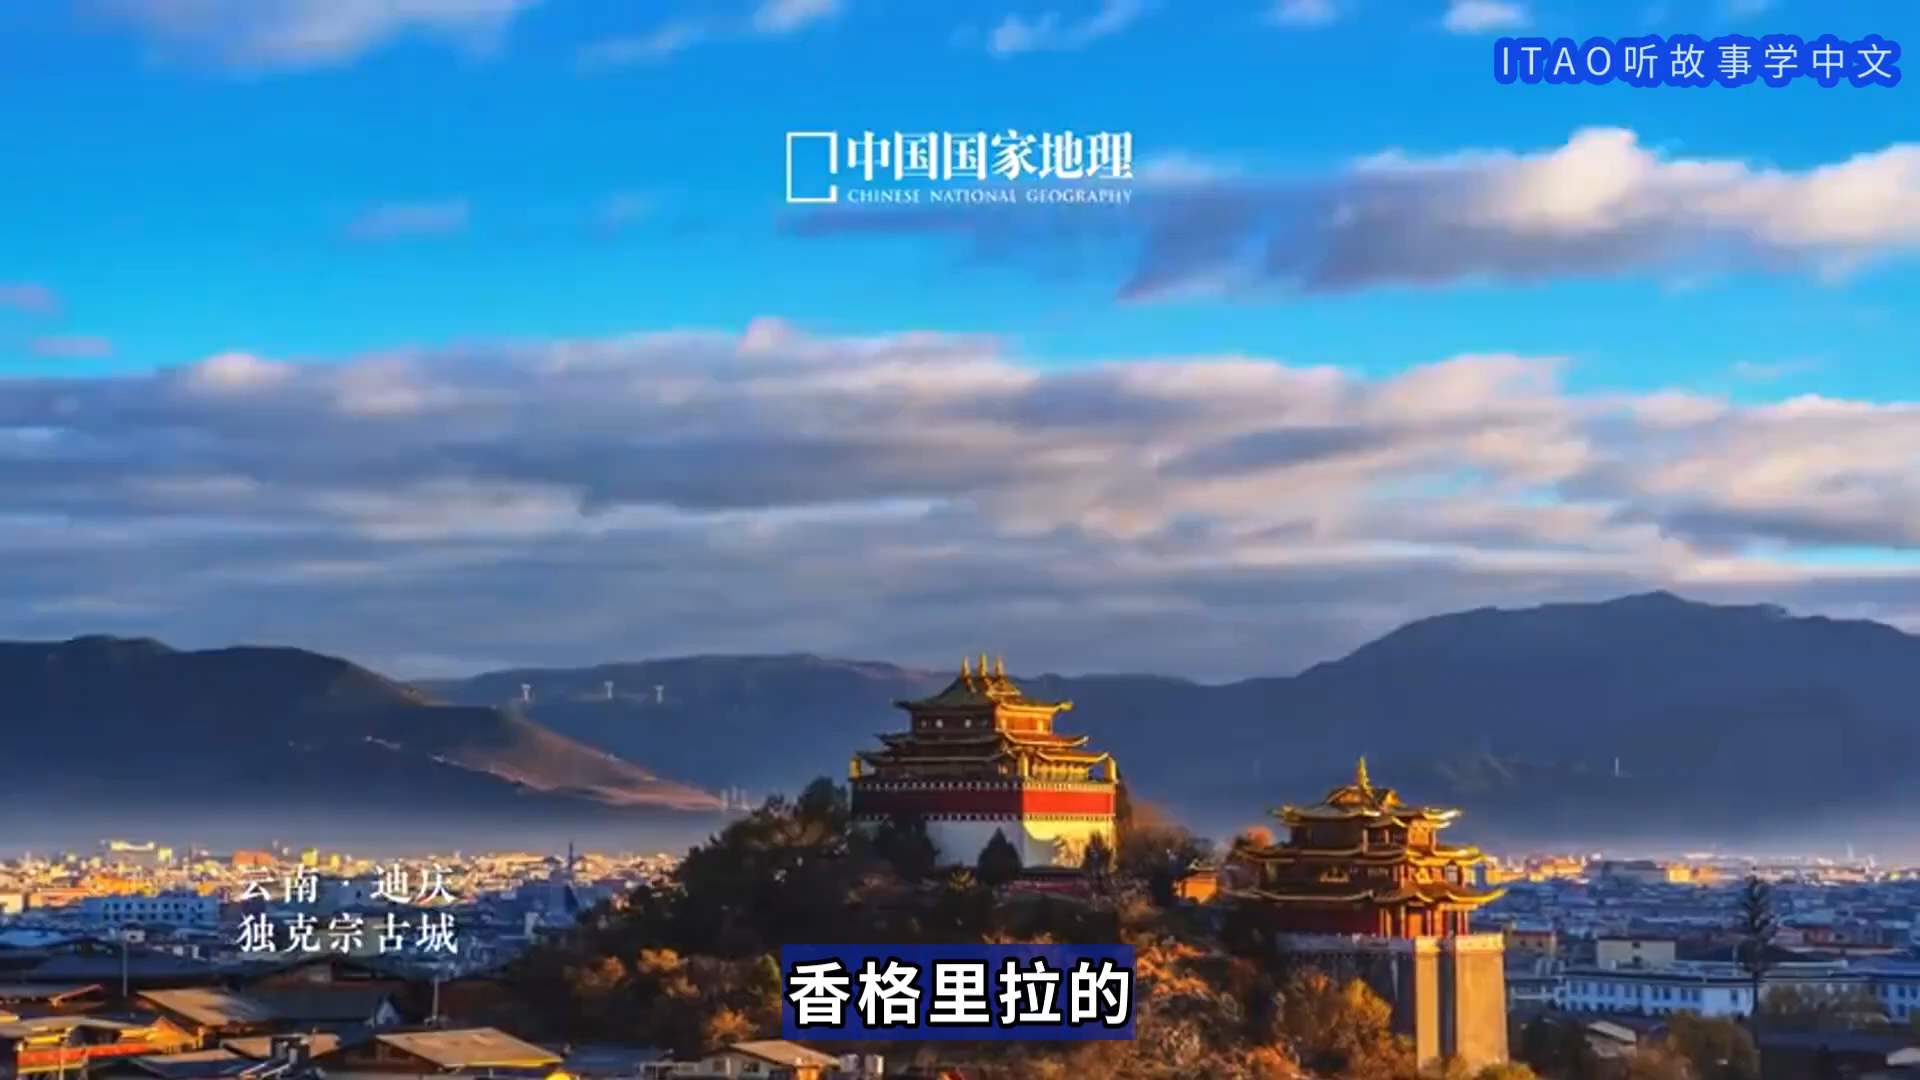 ITAO听故事学中文
中国国家地理
CHINESE NATIONAL GEOGRAPHY
云南·迪庆
独克宗古城
香格里拉的